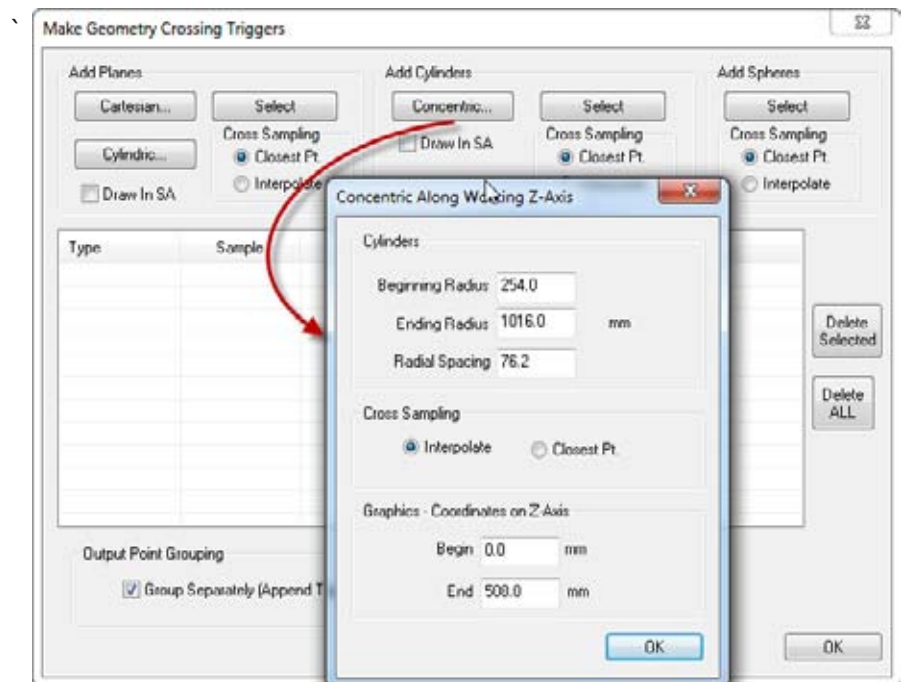 `
Make Geometry Crossing Triggers
Add Planes
Cartesian...
Select
Cylindric...
Cross Sampling
Closest Pt.
Interpolate
Draw In SA
Add Cylinders
Concentric...
Select
Draw In SA
Cross Sampling
Closest Pt.
Add Spheres
Select
Cross Sampling
Closest Pt.
Interpolate
Type Sample
Delete
Selected
Delete
ALL
Output Point Grouping
Group Separately (Append T
OK
Concentric Along Working Z-Axis
Cylinders
Beginning Radius 254.0
Ending Radius 1016.0 mm
Radial Spacing 76.2
Cross Sampling
Interpolate Closest Pt.
Graphics - Coordinates on Z Axis
Begin 0.0 mm
End 508.0 mm
OK